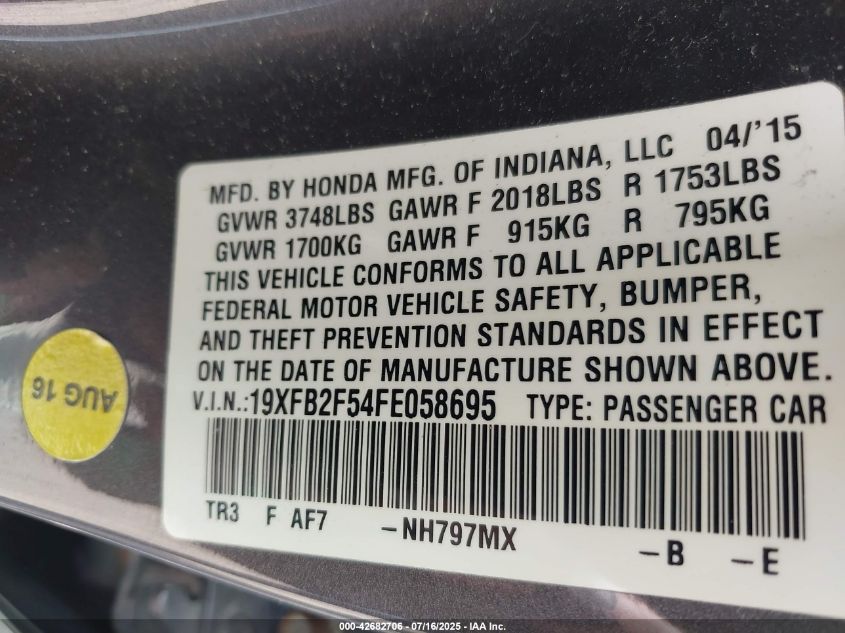 MFD. BY HONDA MFG. OF INDIANA, LLC 04/'15
GVWR 3748LBS GAWR F 2018LBS R 1753LBS
GVWR 1700KG GAWR F 915KG R 795KG
THIS VEHICLE CONFORMS TO ALL APPLICABLE
FEDERAL MOTOR VEHICLE SAFETY, BUMPER,
AND THEFT PREVENTION STANDARDS IN EFFECT
ON THE DATE OF MANUFACTURE SHOWN ABOVE.
V.I.N.:19XFB2F54FE058695 TYPE: PASSENGER CAR
TR3 F AF7 -NH797MX -B -E
AUG 16
000-42682706 - 07/16/2025 - IAA Inc.